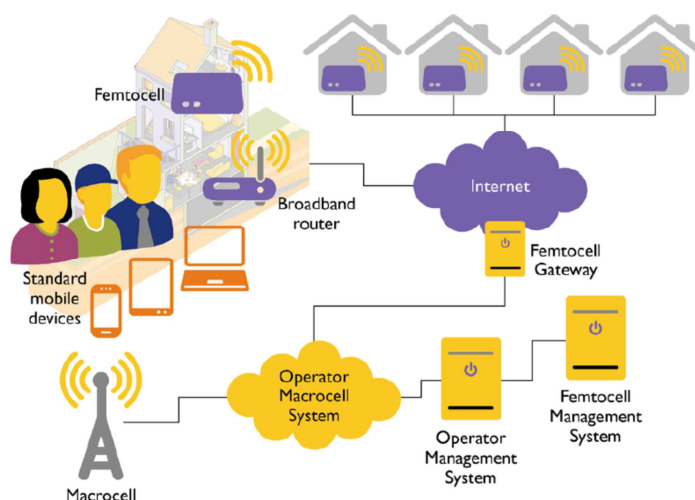 Femtocell
Internet
Broadband
router
Femtocell
Gateway
Standard
mobile
devices
Operator
Macrocell
System
Femtocell
Management
System
Operator
Management
System
Macrocell